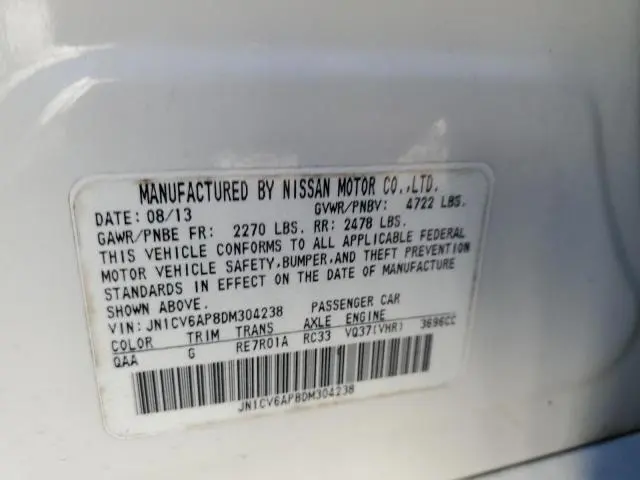 MANUFACTURED BY NISSAN MOTOR CO.,LTD.
DATE: 08/13 GVWR/PNBV: 4722 LBS.
GAWR/PNBE FR: 2270 LBS. RR: 2478 LBS.
THIS VEHICLE CONFORMS TO ALL APPLICABLE FEDERAL
MOTOR VEHICLE SAFETY,BUMPER,AND THEFT PREVENTION
STANDARDS IN EFFECT ON THE DATE OF MANUFACTURE
SHOWN ABOVE.
VIN: JN1CV6AP8DM304238 PASSENGER CAR
COLOR TRIM TRANS AXLE ENGINE
QAA G RE7R01A RC33 VQ37(VHR) 3696CC
JN1CV6AP8DM304238